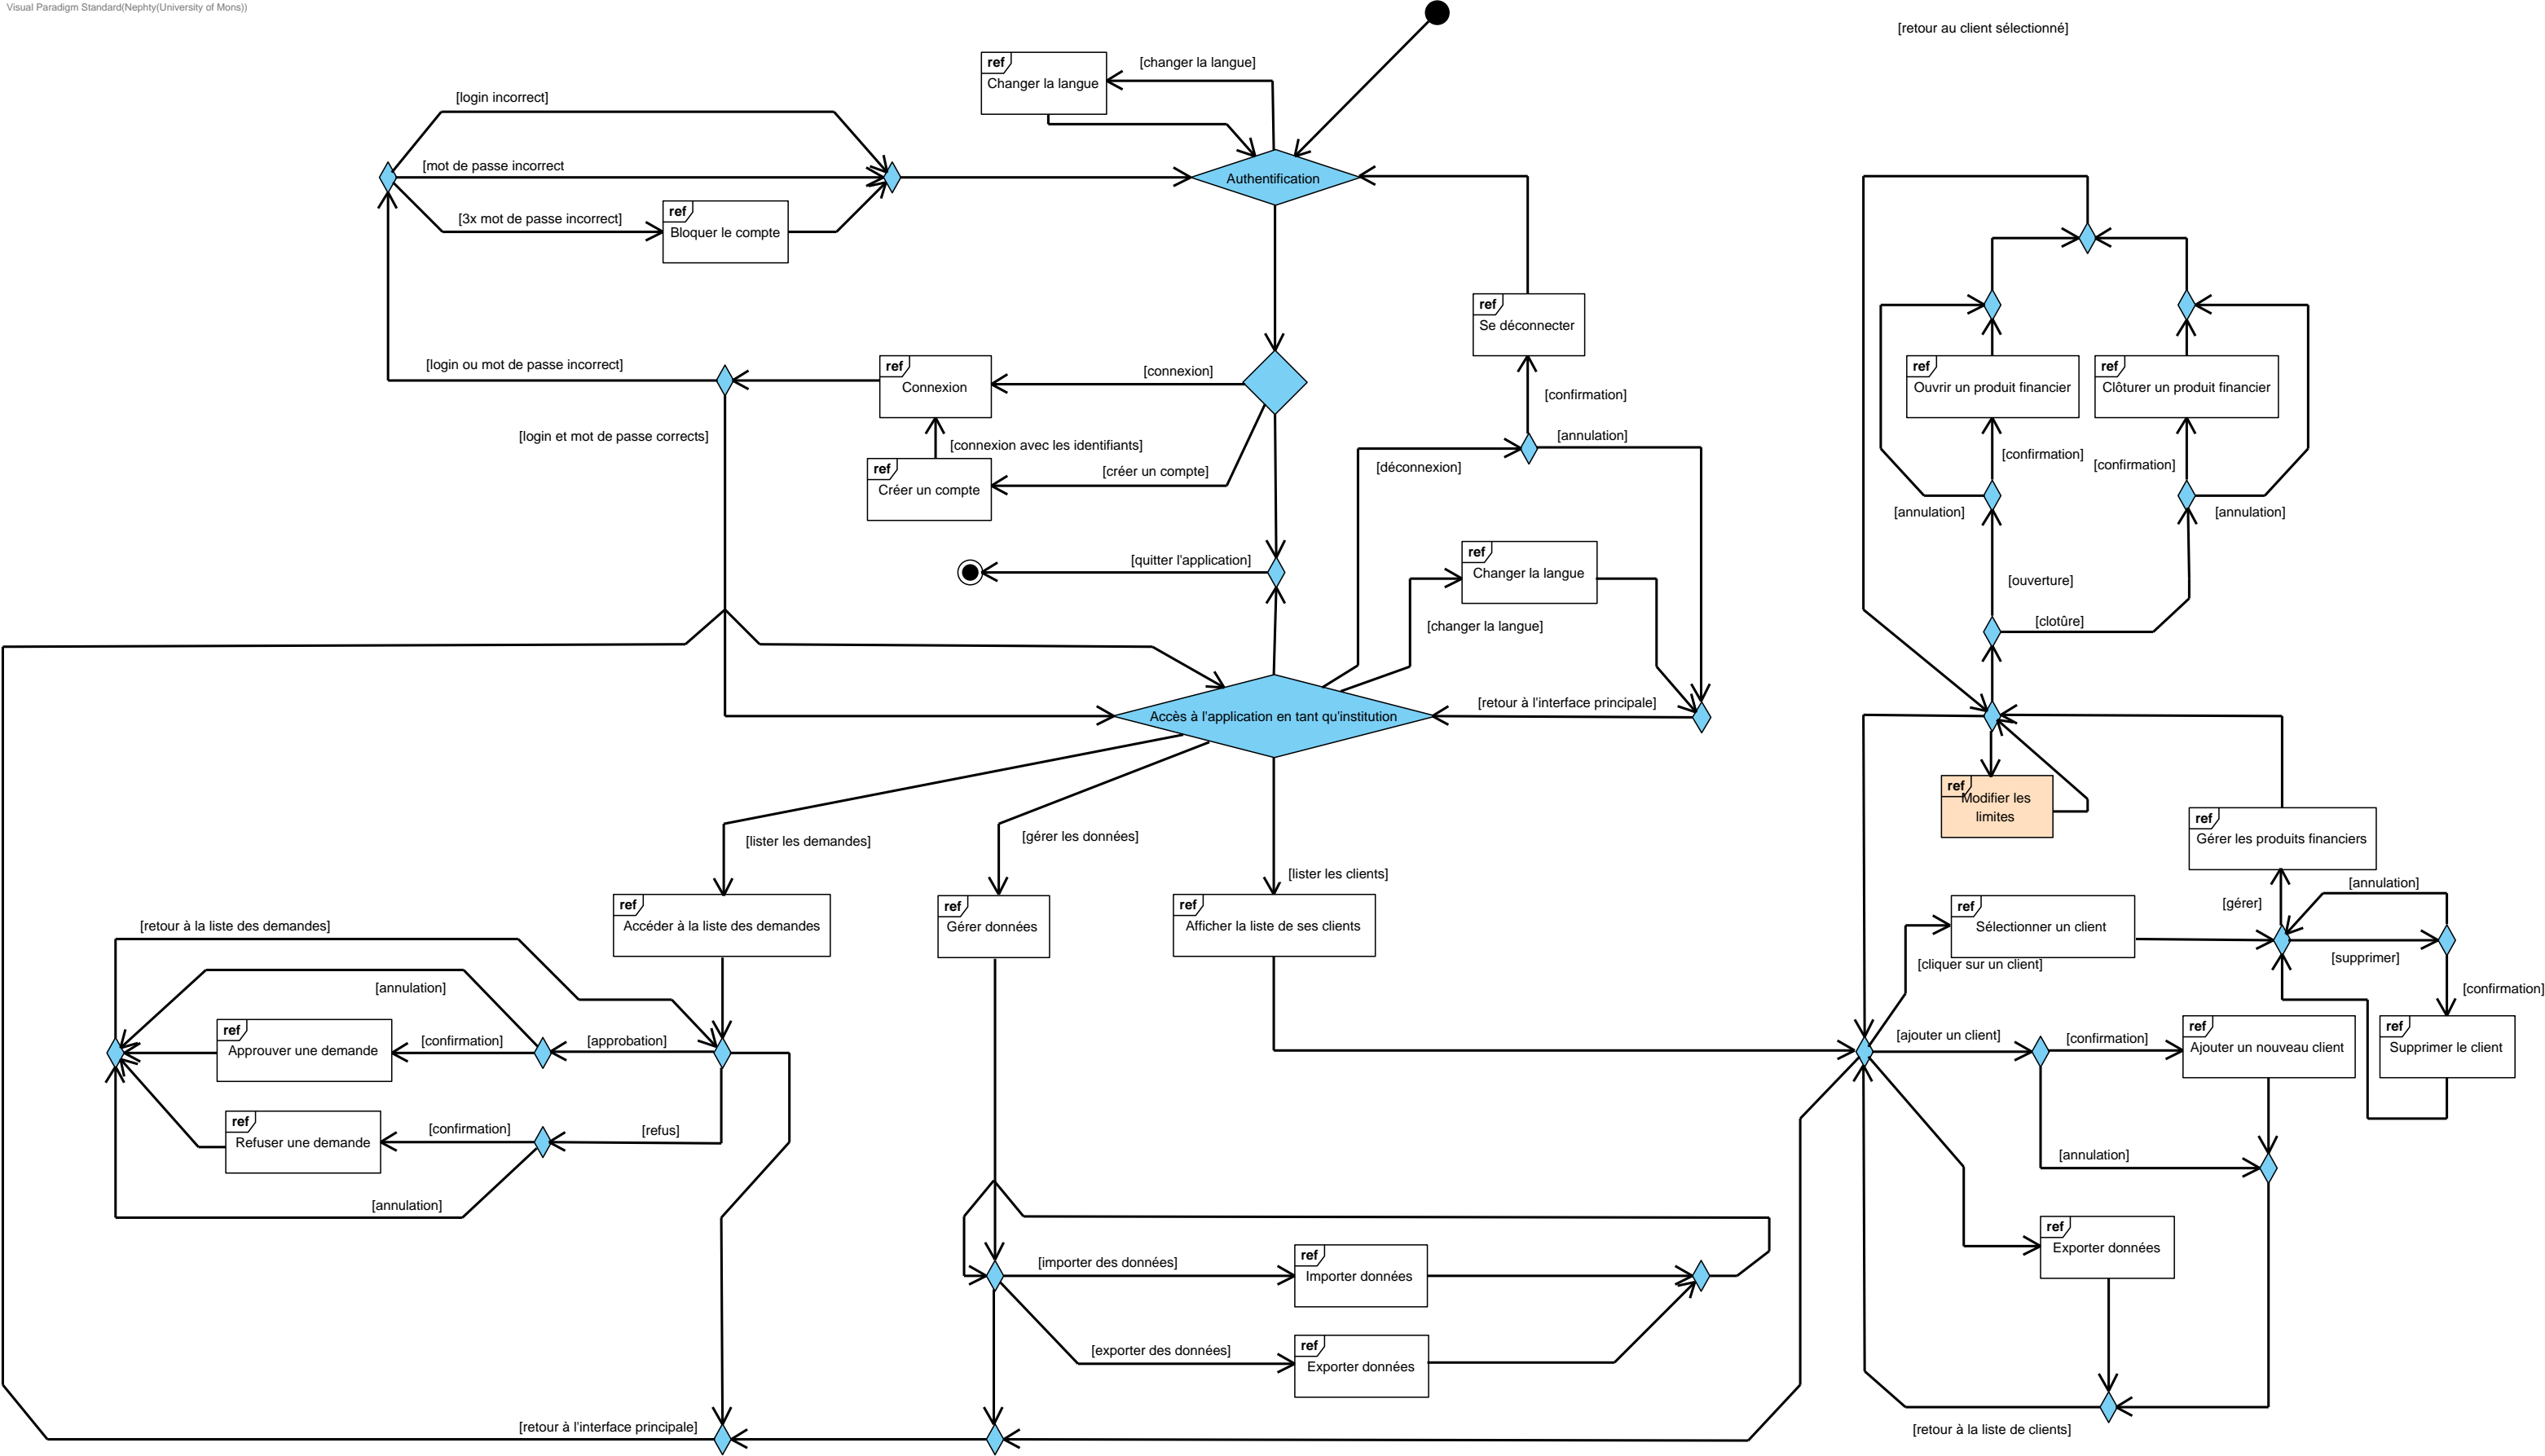 Visual Paradigm Standard(Nephty(University of Mons))
[retour au client sélectionné]
ref
Changer la langue
[changer la langue]
[login incorrect]
[mot de passe incorrect
[3x mot de passe incorrect]
ref
Bloquer le compte
Authentification
ref
Se déconnecter
[login ou mot de passe incorrect]
ref
Connexion
[connexion]
[confirmation]
[login et mot de passe corrects]
[connexion avec les identifiants]
ref
Créer un compte
[créer un compte]
[déconnexion]
[annulation]
ref
Ouvrir un produit financier
ref
Clôturer un produit financier
[confirmation]
[confirmation]
[annulation]
[annulation]
[quitter l'application]
ref
Changer la langue
[changer la langue]
[ouverture]
[clotûre]
Accès à l'application en tant qu'institution
[retour à l'interface principale]
ref
Modifier les
limites
ref
Gérer les produits financiers
[lister les demandes]
[gérer les données]
[lister les clients]
[annulation]
[gérer]
[retour à la liste des demandes]
ref
Accéder à la liste des demandes
ref
Gérer données
ref
Afficher la liste de ses clients
ref
Sélectionner un client
[cliquer sur un client]
[supprimer]
[confirmation]
[annulation]
ref
Approuver une demande
[confirmation]
[approbation]
[ajouter un client]
[confirmation]
ref
Ajouter un nouveau client
ref
Supprimer le client
ref
Refuser une demande
[confirmation]
[refus]
[annulation]
[annulation]
[importer des données]
ref
Importer données
ref
Exporter données
[exporter des données]
ref
Exporter données
[retour à l'interface principale]
[retour à la liste de clients]